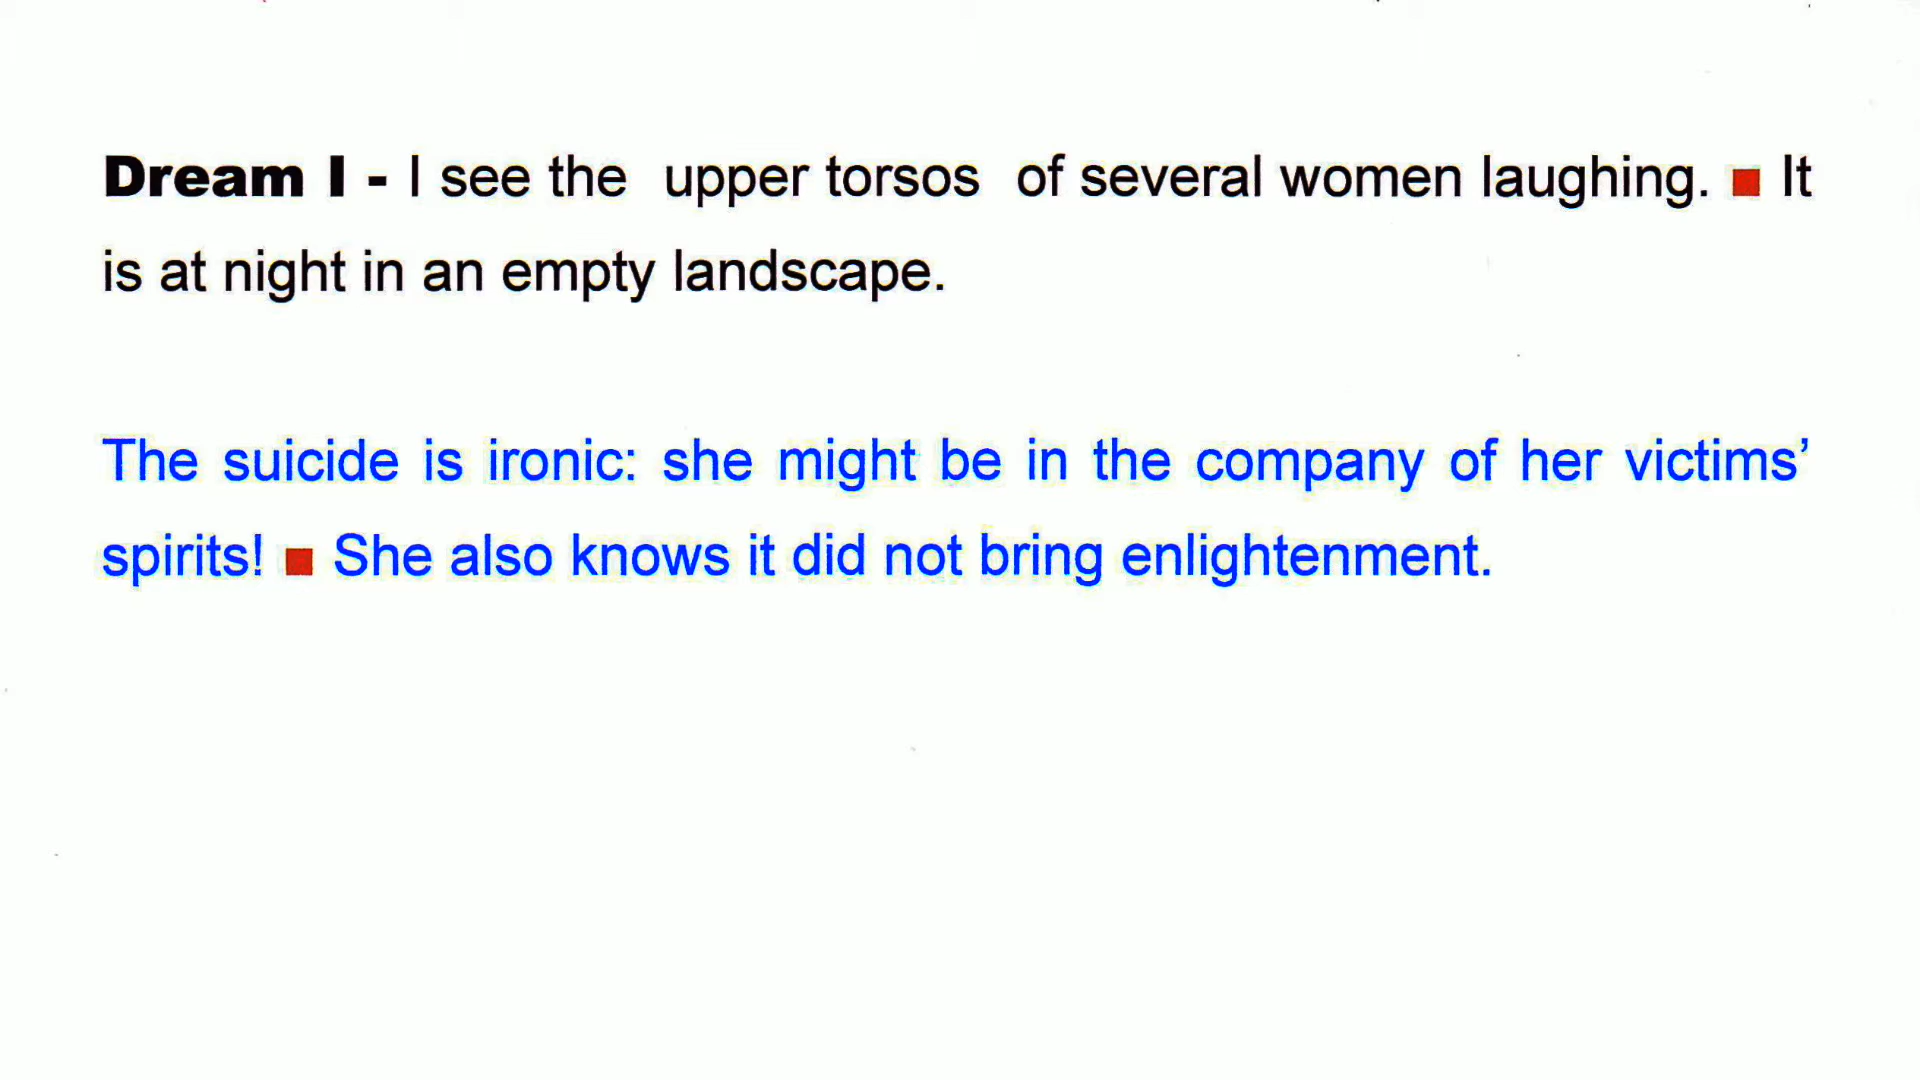 Dream I - I see the upper torsos of several women laughing. ■ It
is at night in an empty landscape.
The suicide is ironic: she might be in the company of her victims’
spirits! ■ She also knows it did not bring enlightenment.